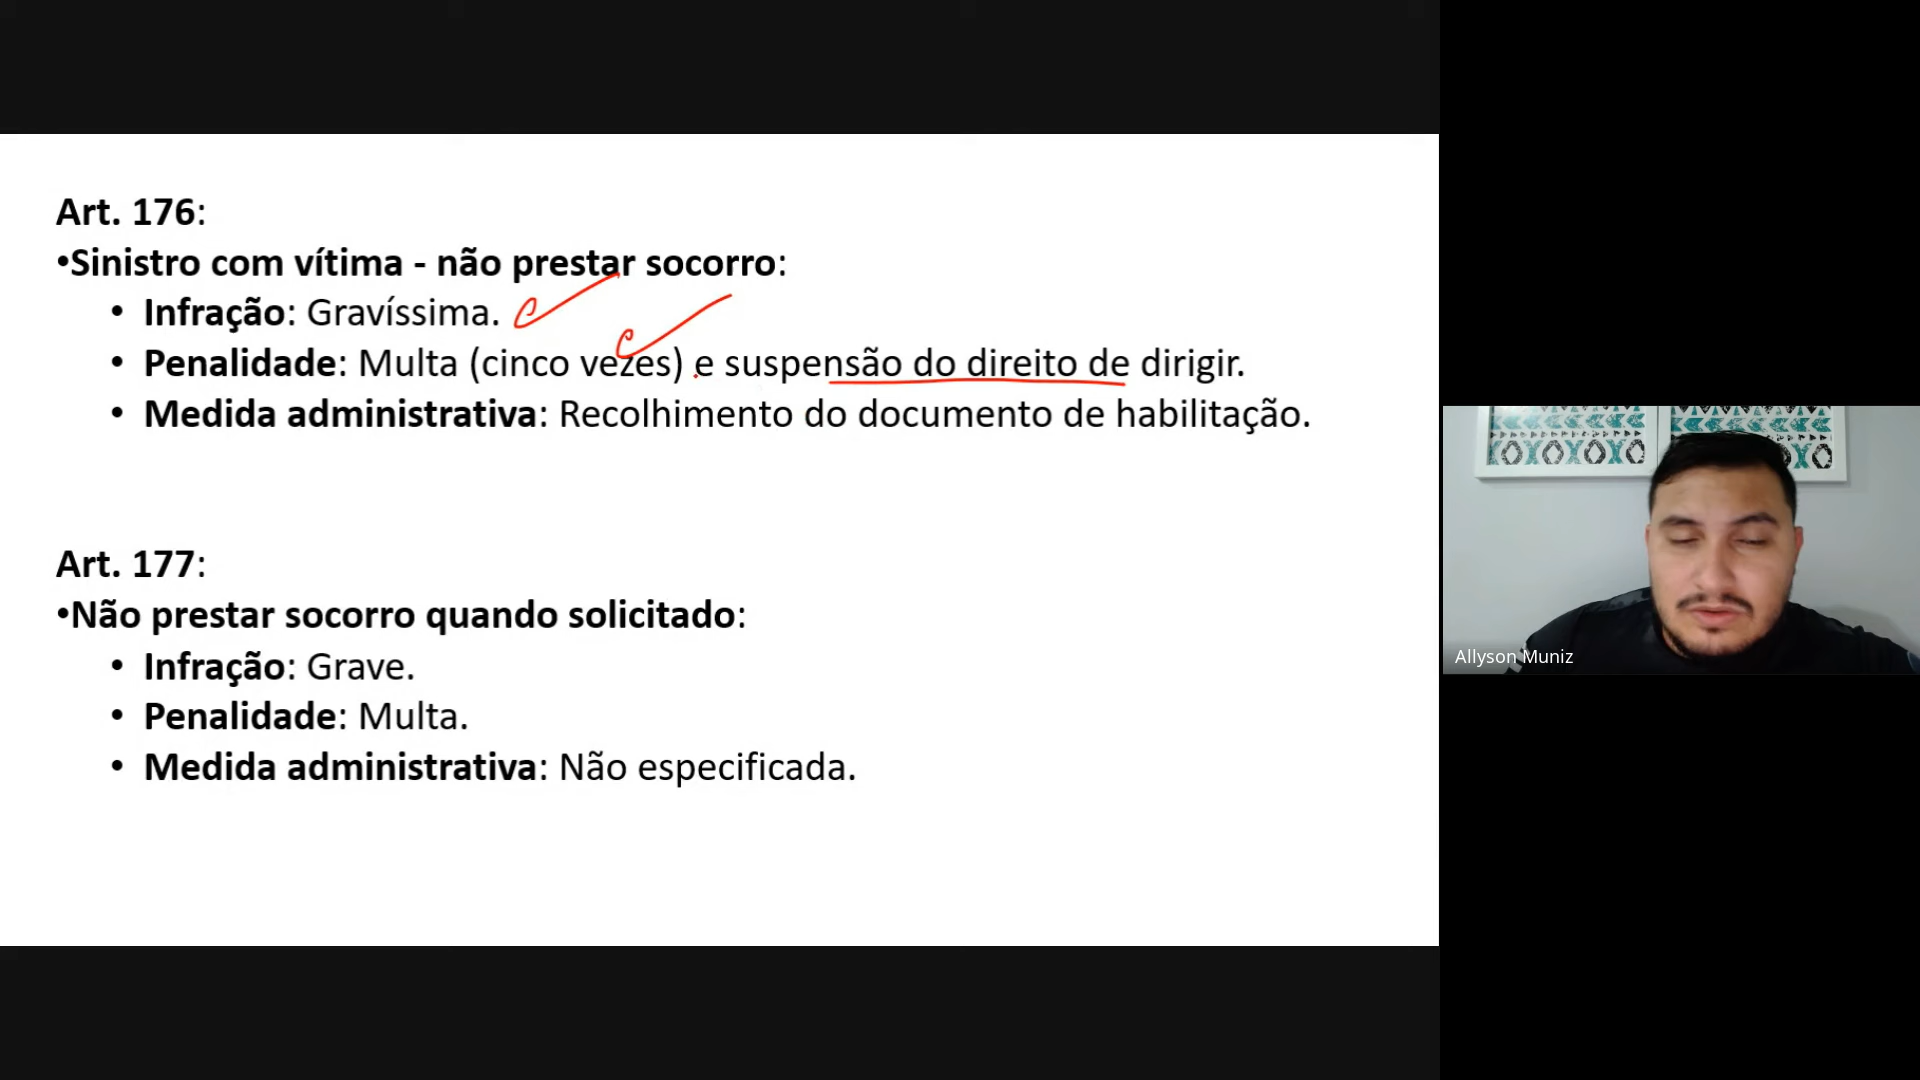 Art. 176:
•Sinistro com vítima - não prestar socorro:
• Infração: Gravíssima.
• Penalidade: Multa (cinco vezes) e suspensão do direito de dirigir.
• Medida administrativa: Recolhimento do documento de habilitação.
Art. 177:
•Não prestar socorro quando solicitado:
• Infração: Grave.
• Penalidade: Multa.
• Medida administrativa: Não especificada.
Allyson Muniz